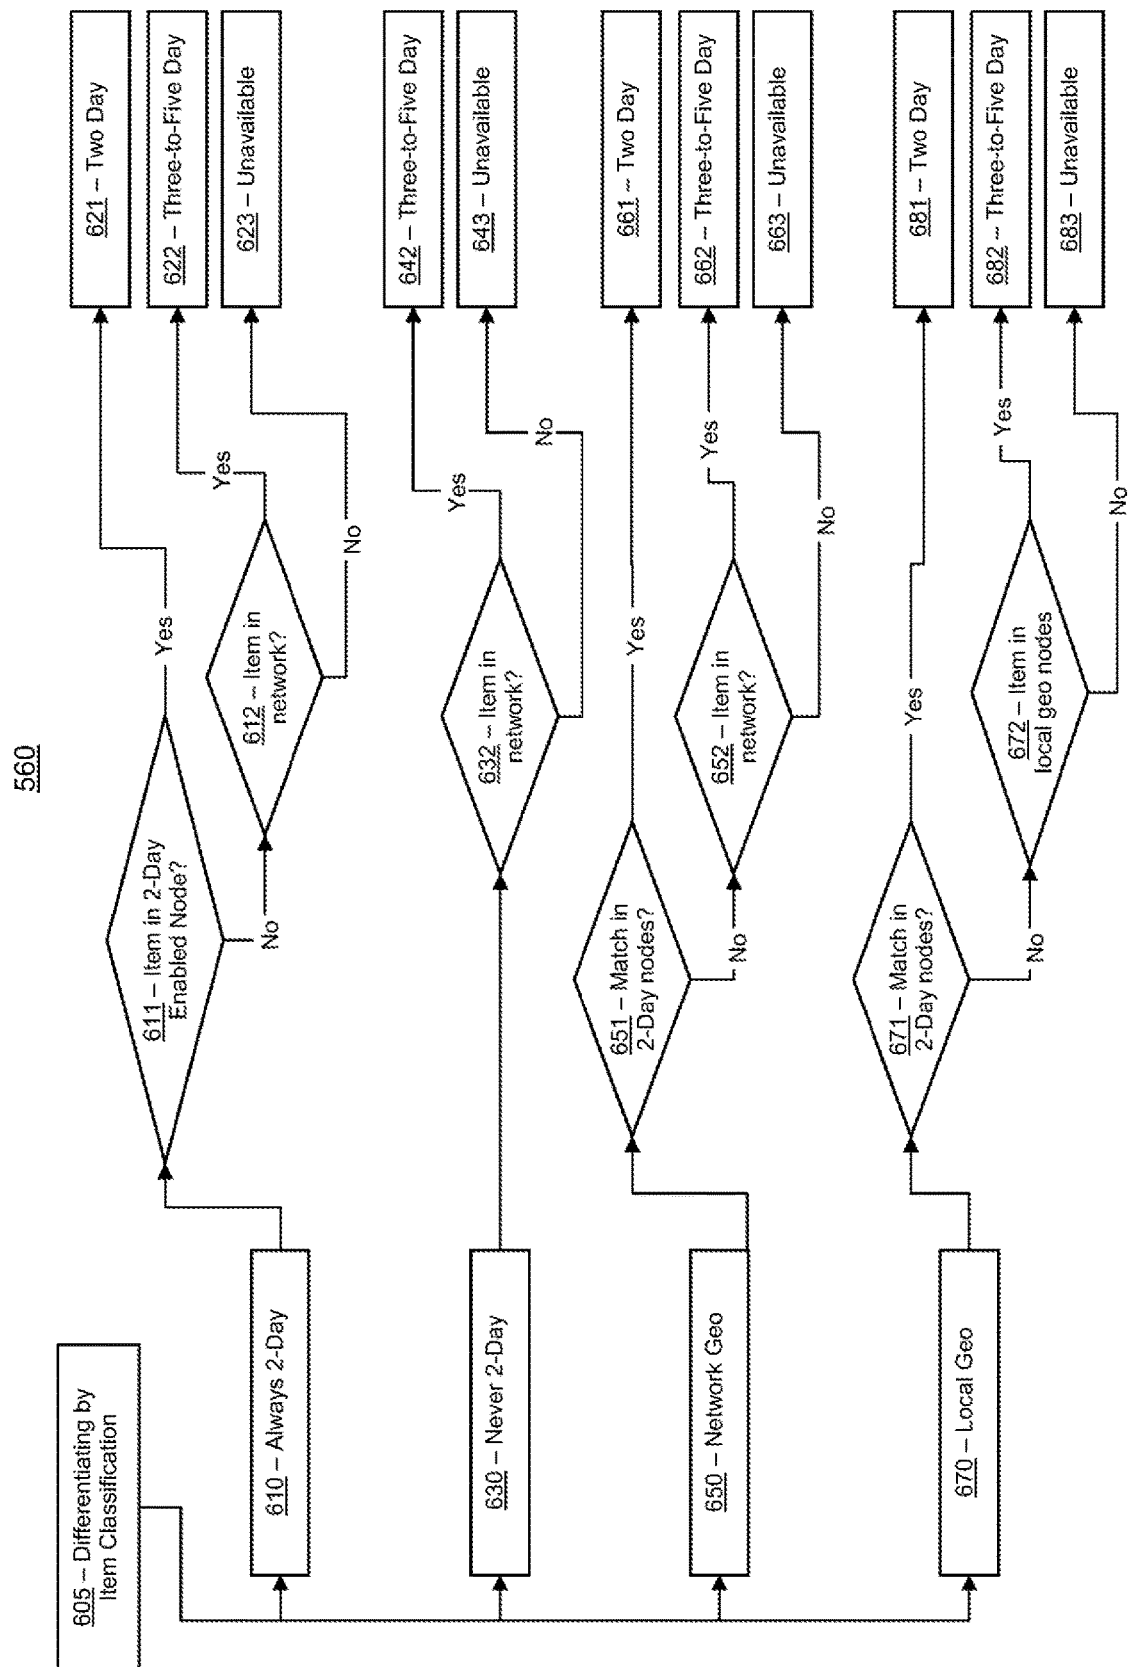 560
605 – Differentiating by
Item Classification
610 – Always 2-Day
611 – Item in 2-Day
Enabled Node?
Yes
No
612 – Item in
network?
Yes
No
621 – Two Day
622 – Three-to-Five Day
623 – Unavailable
630 – Never 2-Day
632 – Item in
network?
Yes
No
642 – Three-to-Five Day
643 – Unavailable
650 – Network Geo
651 – Match in
2-Day nodes?
Yes
No
652 – Item in
network?
Yes
No
661 – Two Day
662 – Three-to-Five Day
663 – Unavailable
670 – Local Geo
671 – Match in
2-Day nodes?
Yes
No
672 – Item in
local geo nodes
Yes
No
681 – Two Day
682 – Three-to-Five Day
683 – Unavailable